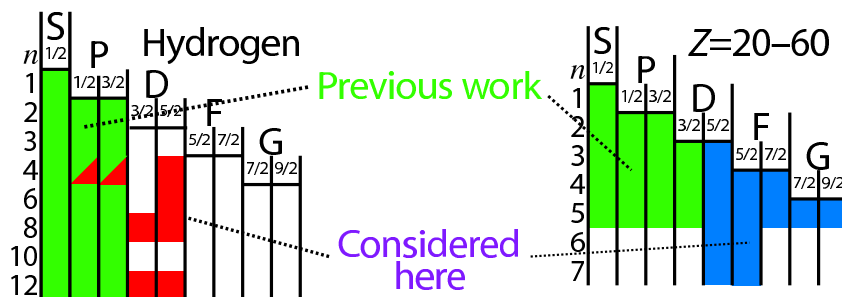 S
P
Hydrogen
n
1/2
1/2 3/2
D
3/2 5/2
F
5/2 7/2
G
7/2 9/2
1
2
3
4
6
8
10
12
Previous work
Considered
here
S
P
Z=20–60
n
1/2
1/2 3/2
D
3/2 5/2
F
5/2 7/2
G
7/2 9/2
1
2
3
4
5
6
7